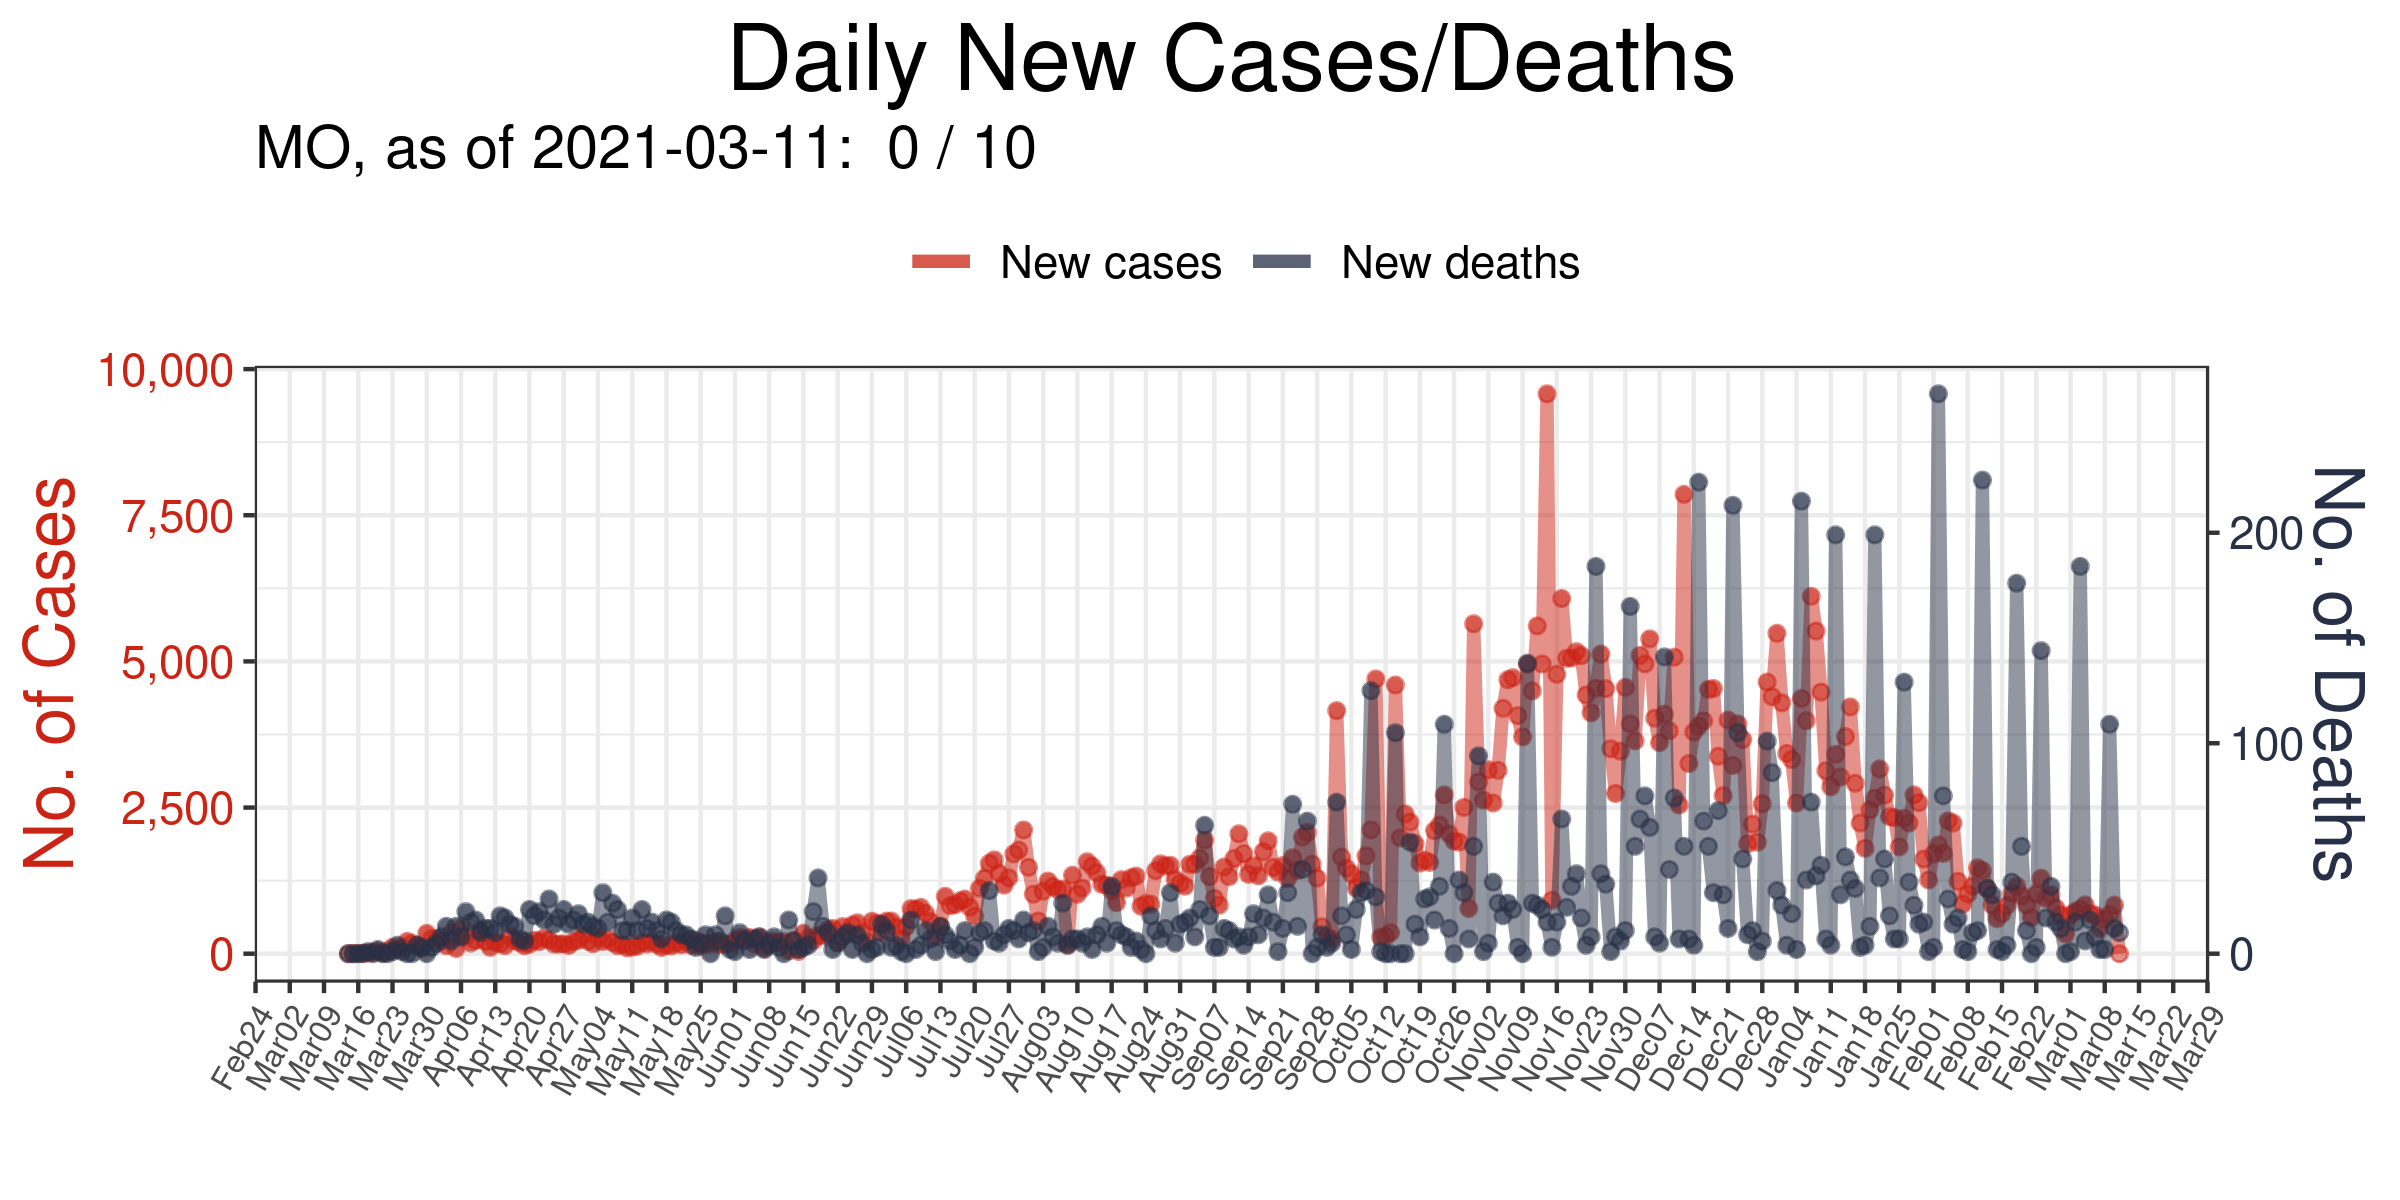 Daily New Cases/Deaths
MO, as of 2021-03-11:  0 / 10
New cases
New deaths
No. of Cases
10,000
7,500
5,000
2,500
0
No. of Deaths
200
100
0
Feb24
Mar02
Mar09
Mar16
Mar23
Mar30
Apr06
Apr13
Apr20
Apr27
May04
May11
May18
May25
Jun01
Jun08
Jun15
Jun22
Jun29
Jul06
Jul13
Jul20
Jul27
Aug03
Aug10
Aug17
Aug24
Aug31
Sep07
Sep14
Sep21
Sep28
Oct05
Oct12
Oct19
Oct26
Nov02
Nov09
Nov16
Nov23
Nov30
Dec07
Dec14
Dec21
Dec28
Jan04
Jan11
Jan18
Jan25
Feb01
Feb08
Feb15
Feb22
Mar01
Mar08
Mar15
Mar22
Mar29